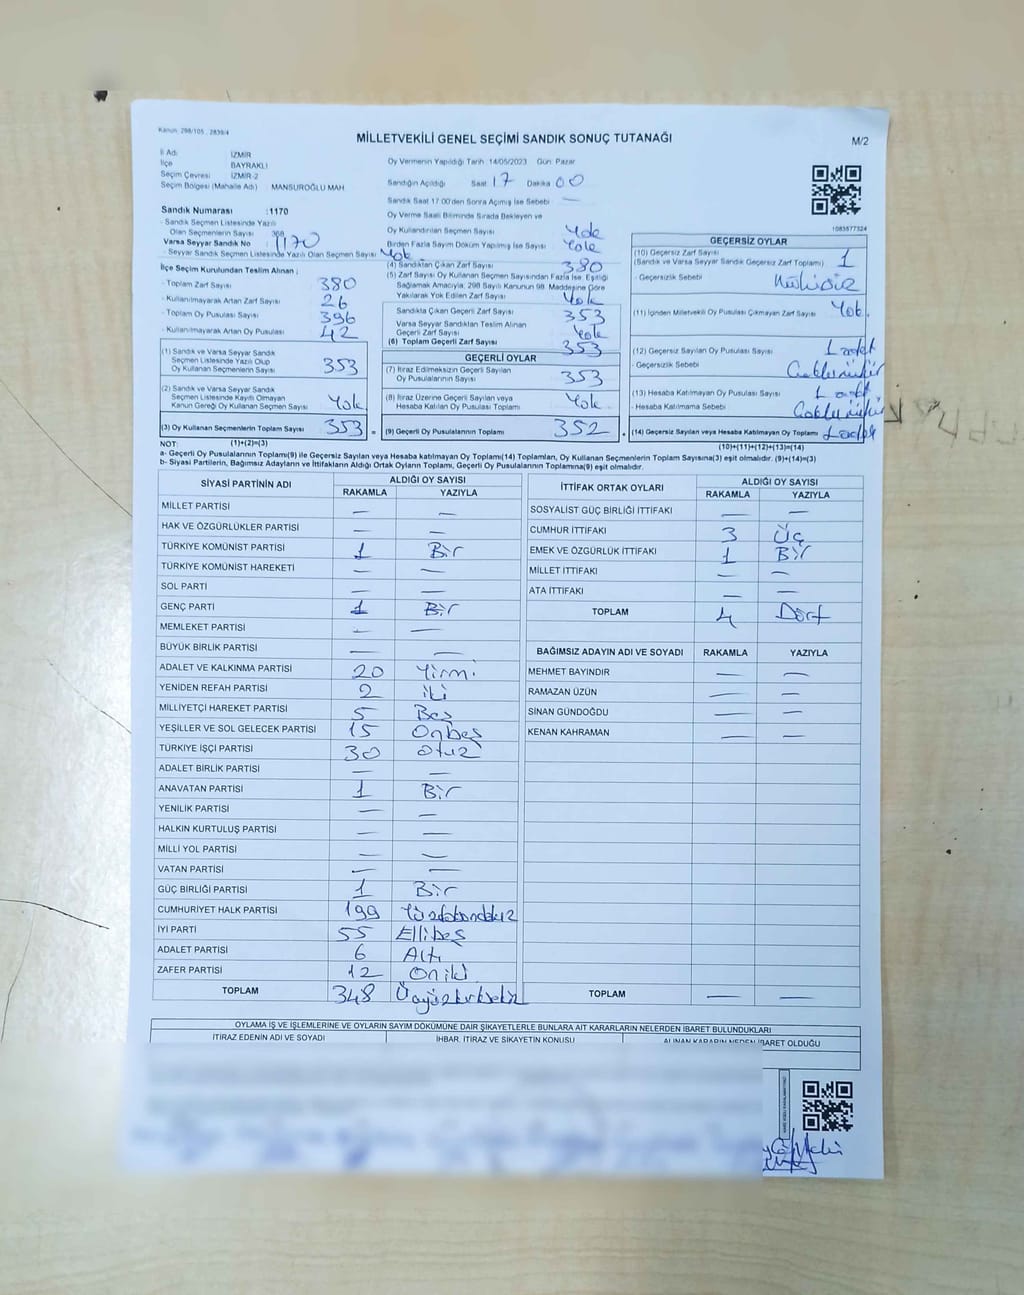 Kanun: 298/105 , 2839/4
MİLLETVEKİLİ GENEL SEÇİMİ SANDIK SONUÇ TUTANAĞI
M/2
İl Adı : İZMİR
İlçe : BAYRAKLI
Seçim Çevresi : İZMİR-2
Seçim Bölgesi (Mahalle Adı) : MANSUROĞLU MAH.
Oy Vermenin Yapıldığı Tarih :14/05/2023 Gün: Pazar
Sandığın Açıldığı Saat 17 Dakika 00
Sandık Saat 17.00'den Sonra Açılmış İse Sebebi —
Oy Verme Saati Bitiminde Sırada Bekleyen ve
Oy Kullandırılan Seçmen Sayısı Yok
Birden Fazla Sayım Döküm Yapılmış İse Sayısı Yok
1083577324
Sandık Numarası :1170
- Sandık Seçmen Listesinde Yazılı
Olan Seçmenlerin Sayısı 368
Varsa Seyyar Sandık No 1170
- Seyyar Sandık Seçmen Listesinde Yazılı Olan Seçmen Sayısı Yok
İlçe Seçim Kurulundan Teslim Alınan ;
- Toplam Zarf Sayısı 380
- Kullanılmayarak Artan Zarf Sayısı 26
- Toplam Oy Pusulası Sayısı 396
- Kullanılmayarak Artan Oy Pusulası 42
(1) Sandık ve Varsa Seyyar Sandık
Seçmen Listesinde Yazılı Olup
Oy Kullanan Seçmenlerin Sayısı 353
(2) Sandık ve Varsa Seyyar Sandık
Seçmen Listesinde Kayıtlı Olmayan
Kanun Gereği Oy Kullanan Seçmen Sayısı Yok
(3) Oy Kullanan Seçmenlerin Toplam Sayısı 353 =
(4) Sandıktan Çıkan Zarf Sayısı 380
(5) Zarf Sayısı Oy Kullanan Seçmen Sayısından Fazla İse, Eşitliği
Sağlamak Amacıyla; 298 Sayılı Kanunun 98. Maddesine Göre
Yakılarak Yok Edilen Zarf Sayısı Yok
Sandıkta Çıkan Geçerli Zarf Sayısı 353
Varsa Seyyar Sandıktan Teslim Alınan
Geçerli Zarf Sayısı Yok
(6) Toplam Geçerli Zarf Sayısı 353
GEÇERLİ OYLAR
(7) İtiraz Edilmeksizin Geçerli Sayılan
Oy Pusulalarının Sayısı 353
(8) İtiraz Üzerine Geçerli Sayılan veya
Hesaba Katılan Oy Pusulası Toplamı Yok
(9) Geçerli Oy Pusulalarının Toplamı 352 +
GEÇERSİZ OYLAR
(10) Geçersiz Zarf Sayısı
(Sandık ve Varsa Seyyar Sandık Geçersiz Zarf Toplamı) 1
- Geçersizlik Sebebi Mühürsüz
(11) İçinden Milletvekili Oy Pusulası Çıkmayan Zarf Sayısı Yok.
(12) Geçersiz Sayılan Oy Pusulası Sayısı 1 adet
- Geçersizlik Sebebi
(13) Hesaba Katılmayan Oy Pusulası Sayısı 1 adet
- Hesaba Katılmama Sebebi
(14) Geçersiz Sayılan veya Hesaba Katılmayan Oy Toplamı 1 adet
NOT: (1)+(2)=(3) (10)+(11)+(12)+(13)=(14)
a- Geçerli Oy Pusulasının Toplamı(9) ile Geçersiz Sayılan veya Hesaba Katılmayan Oy Toplamı(14) Toplamları, Oy Kullanan Seçmenlerin Toplam Sayısına(3) eşit olmalıdır. (9)+(14)=(3)
b- Siyasi Partilerin, Bağımsız Adayların ve İttifakların Aldığı Ortak Oyların Toplamı, Geçerli Oy Pusulalarının Toplamına(9) eşit olmalıdır.
SİYASİ PARTİNİN ADI ALDIĞI OY SAYISI
RAKAMLA YAZIYLA
MİLLET PARTİSİ — —
HAK VE ÖZGÜRLÜKLER PARTİSİ — —
TÜRKİYE KOMÜNİST PARTİSİ 1 Bir
TÜRKİYE KOMÜNİST HAREKETİ — —
SOL PARTİ — —
GENÇ PARTİ 1 Bir
MEMLEKET PARTİSİ — —
BÜYÜK BİRLİK PARTİSİ — —
ADALET VE KALKINMA PARTİSİ 20 Yirmi
YENİDEN REFAH PARTİSİ 2 iki
MİLLİYETÇİ HAREKET PARTİSİ 5 Beş
YEŞİLLER VE SOL GELECEK PARTİSİ 15 Onbeş
TÜRKİYE İŞÇİ PARTİSİ 30 otuz
ADALET BİRLİK PARTİSİ — —
ANAVATAN PARTİSİ 1 Bir
YENİLİK PARTİSİ — —
HALKIN KURTULUŞ PARTİSİ — —
MİLLİ YOL PARTİSİ — —
VATAN PARTİSİ — —
GÜÇ BİRLİĞİ PARTİSİ 1 Bir
CUMHURİYET HALK PARTİSİ 199 Yüzdoksandokuz
İYİ PARTİ 55 Ellibeş
ADALET PARTİSİ 6 Altı
ZAFER PARTİSİ 12 Oniki
TOPLAM 348 Üçyüzkırksekiz
İTTİFAK ORTAK OYLARI ALDIĞI OY SAYISI
RAKAMLA YAZIYLA
SOSYALİST GÜÇ BİRLİĞİ İTTİFAKI — —
CUMHUR İTTİFAKI 3 Üç
EMEK VE ÖZGÜRLÜK İTTİFAKI 1 Bir
MİLLET İTTİFAKI — —
ATA İTTİFAKI — —
TOPLAM 4 Dört
BAĞIMSIZ ADAYIN ADI VE SOYADI RAKAMLA YAZIYLA
MEHMET BAYINDIR — —
RAMAZAN ÜZÜN — —
SİNAN GÜNDOĞDU — —
KENAN KAHRAMAN — —
TOPLAM — —
OYLAMA İŞ VE İŞLEMLERİNE VE OYLARIN SAYIM DÖKÜMÜNE DAİR ŞİKAYETLERLE BUNLARA AİT KARARLARIN NELERDEN İBARET BULUNDUKLARI
İTİRAZ EDENİN ADI VE SOYADI İHBAR, İTİRAZ VE ŞİKAYETİN KONUSU ALINAN KARARIN NEDEN İBARET OLDUĞU